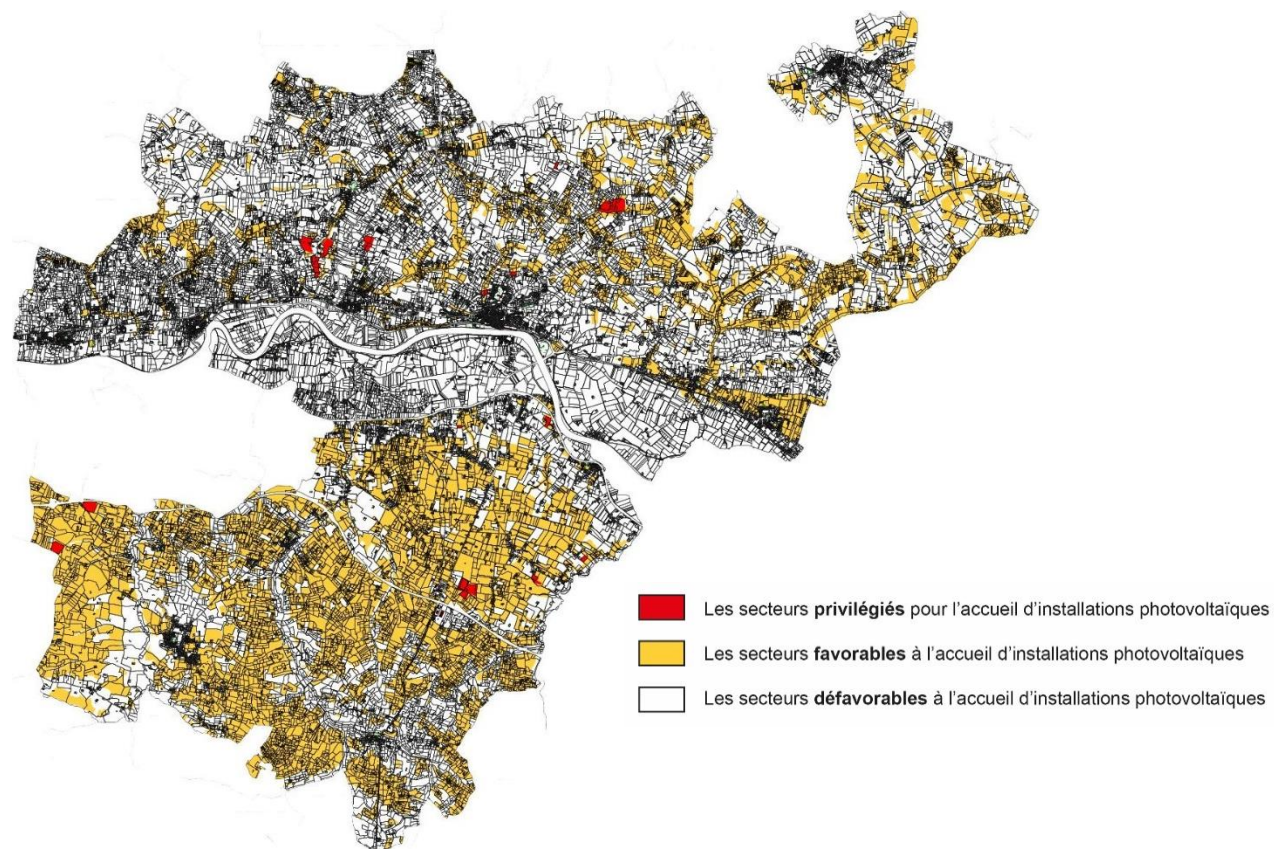 Les secteurs privilégiés pour l'accueil d'installations photovoltaïques
Les secteurs favorables à l'accueil d'installations photovoltaïques
Les secteurs défavorables à l'accueil d'installations photovoltaïques